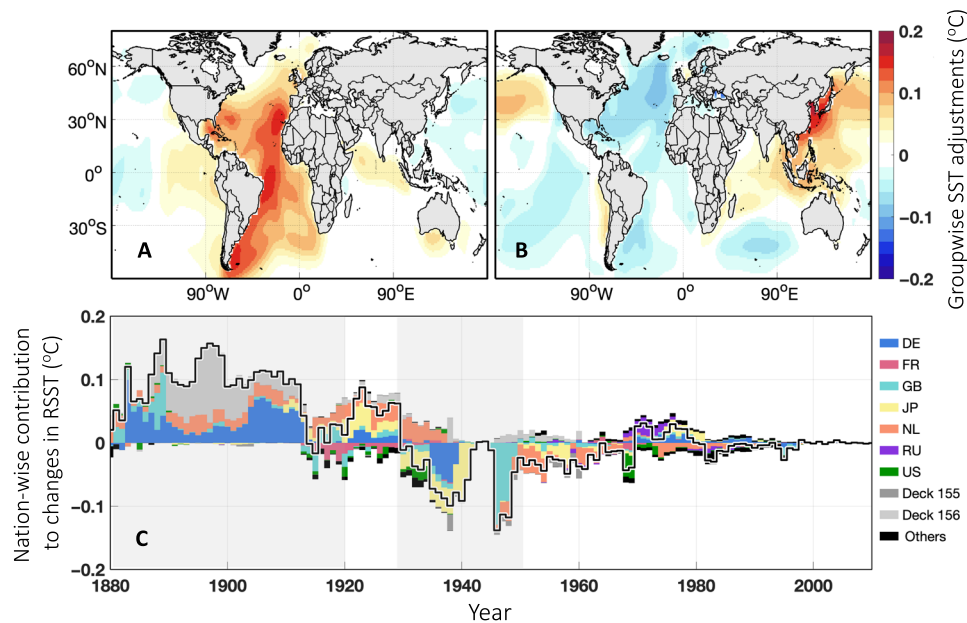 60°N
30°N
0°
30°S
A
B
90°W
0°
90°E
90°W
0°
90°E
0.2
0.1
0
−0.1
−0.2
Groupwise SST adjustments (°C)
Nation-wise contribution
to changes in RSST (°C)
0.2
0.1
0
−0.1
−0.2
C
1880
1900
1920
1940
1960
1980
2000
Year
DE
FR
GB
JP
NL
RU
US
Deck 155
Deck 156
Others